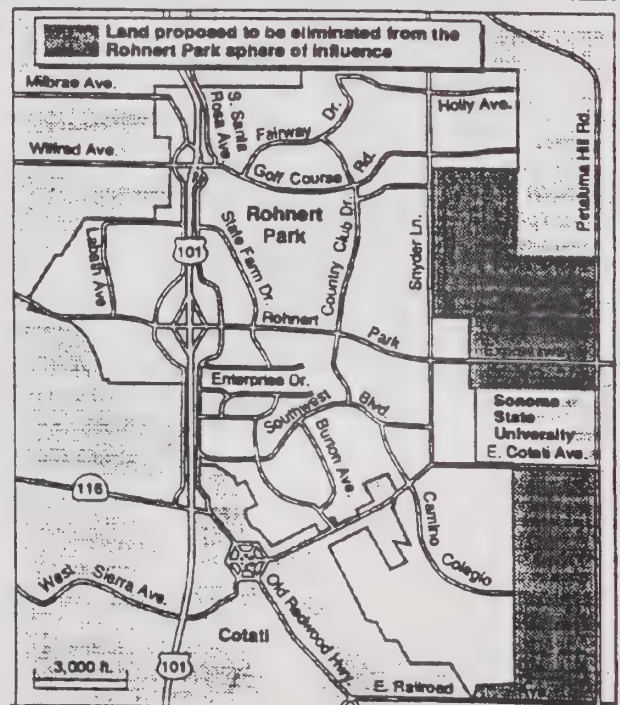 Land proposed to be eliminated from the
Rohnert Park sphere of influence
Milbrae Ave.
S. Santa
Rosa Ave
Fairway
Dr.
Holly Ave.
Wilfred Ave.
Golf Course
Rd.
Petaluma Hill Rd.
Rohnert
Park
Labath Ave
101
State Farm Dr.
Country Club Dr.
Snyder Ln.
Rohnert
Park
Enterprise Dr.
Southwest
Blvd.
Sonoma
State
University
E. Cotati Ave.
Burton Ave.
116
Camino
Colegio
West Sierra Ave.
Old Redwood Hwy.
Cotati
3,000 ft.
101
E. Railroad